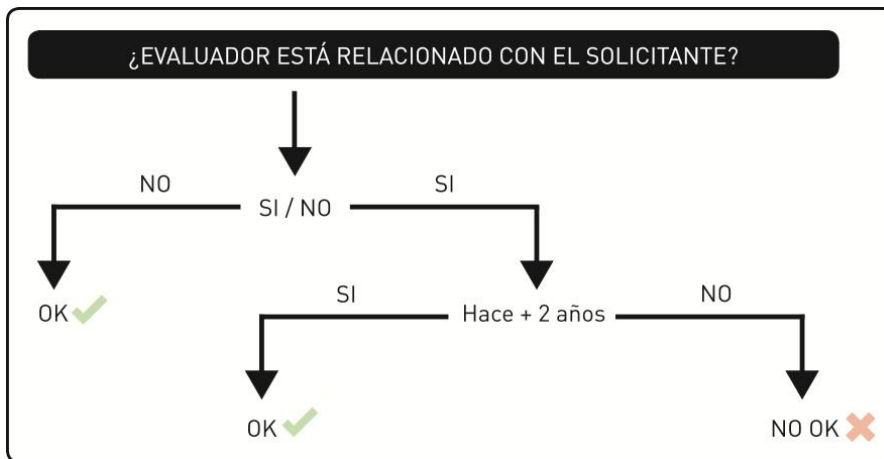 ¿EVALUADOR ESTÁ RELACIONADO CON EL SOLICITANTE?
NO
SI
SI / NO
SI
NO
OK
Hace + 2 años
OK
NO OK